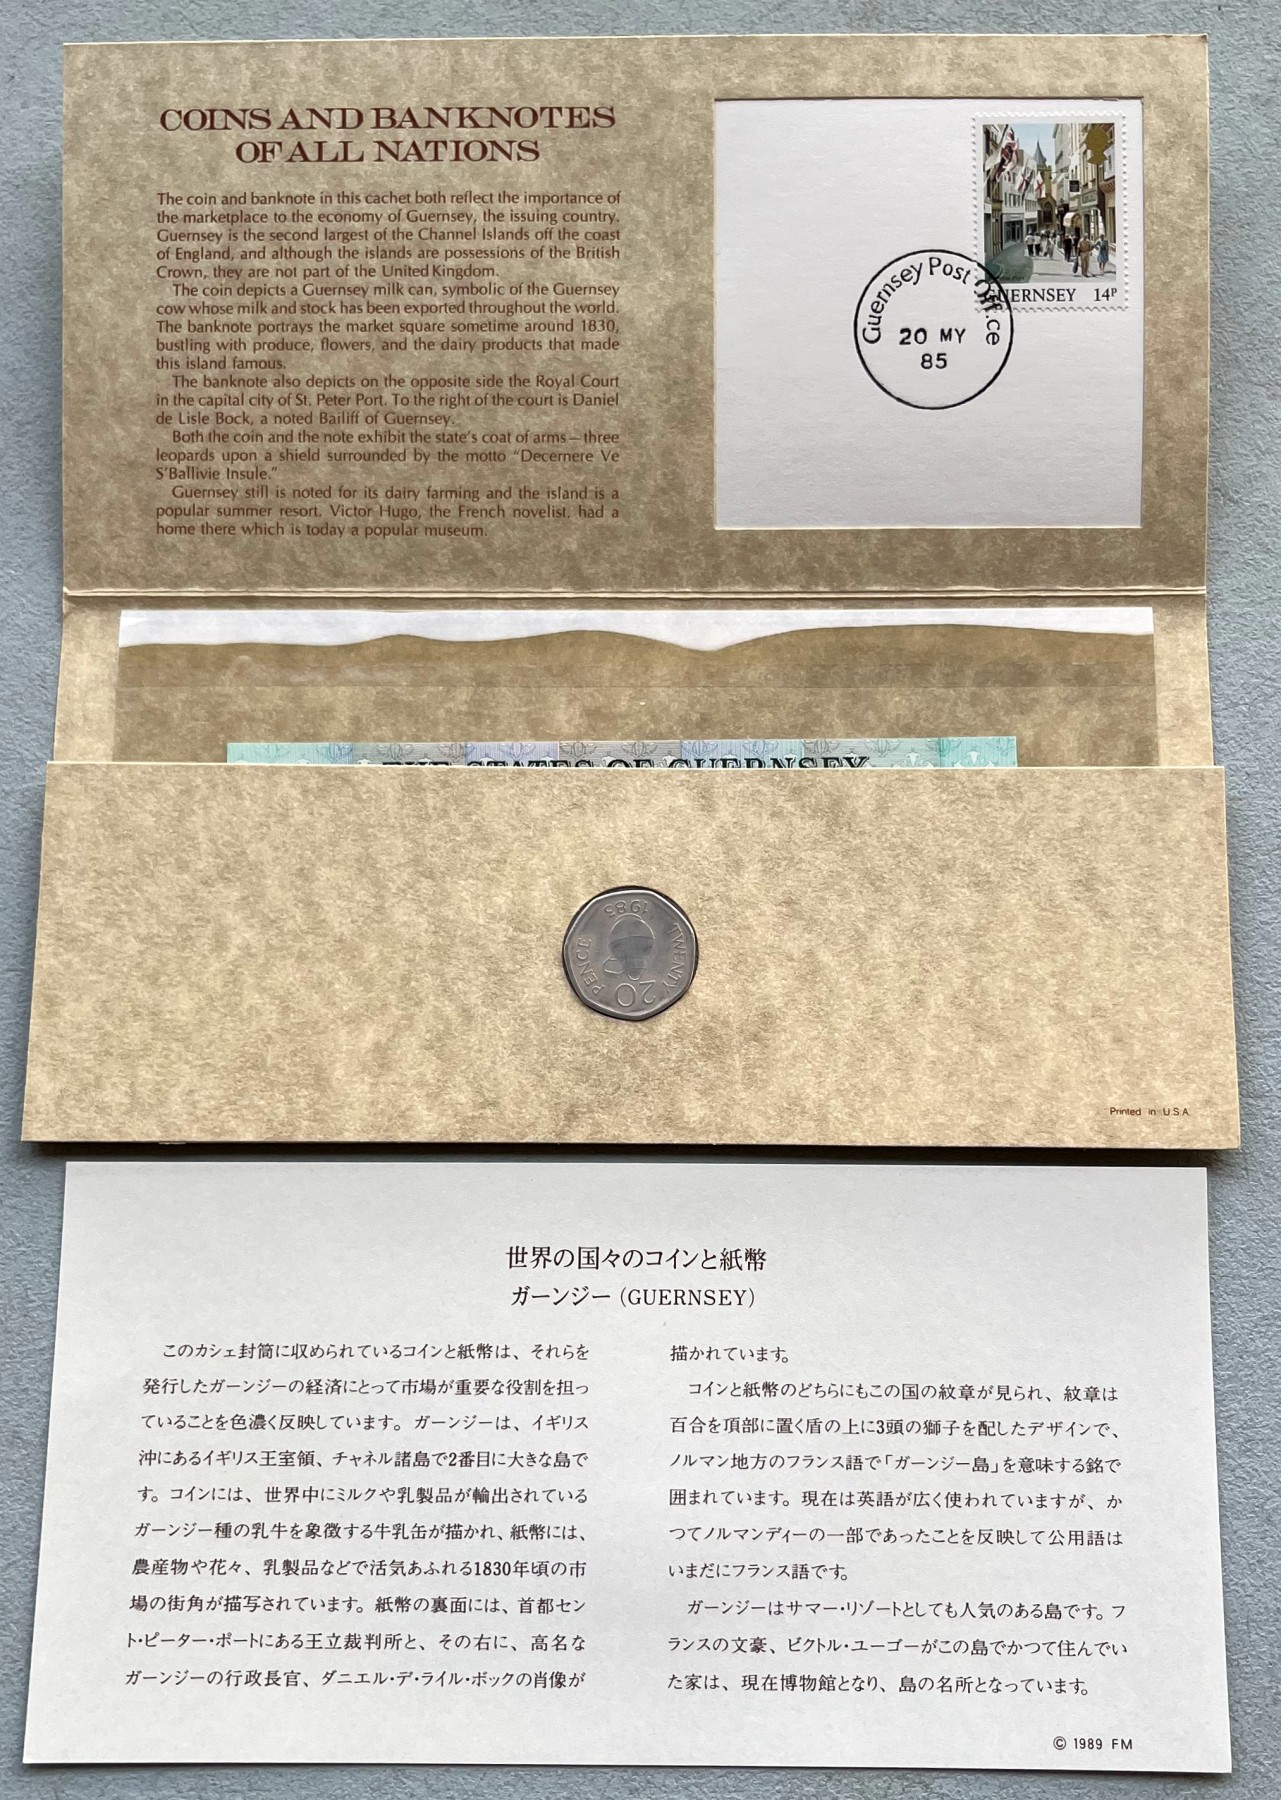 COINS AND BANKNOTES
OF ALL NATIONS
The coin and banknote in this cachet both reflect the importance of
the marketplace to the economy of Guernsey, the issuing country.
Guernsey is the second largest of the Channel Islands off the coast
of England, and although the islands are possessions of the British
Crown, they are not part of the United Kingdom.
The coin depicts a Guernsey milk can, symbolic of the Guernsey
cow whose milk and stock has been exported throughout the world.
The banknote portrays the market square sometime around 1830,
bustling with produce, flowers, and the dairy products that made
this island famous.
The banknote also depicts on the opposite side the Royal Court
in the capital city of St. Peter Port. To the right of the court is Daniel
de Lisle Bock, a noted Bailiff of Guernsey.
Both the coin and the note exhibit the state's coat of arms—three
leopards upon a shield surrounded by the motto "Decernere Ve
S'Ballivie Insule."
Guernsey still is noted for its dairy farming and the island is a
popular summer resort. Victor Hugo, the French novelist, had a
home there which is today a popular museum.
GUERNSEY 14P
Guernsey Post Office
20 MY
85
THE STATES OF GUERNSEY
1983
TWENTY
PENCE
20
Printed in U.S.A.
世界の国々のコインと紙幣
ガーンジー (GUERNSEY)
このカシェ封筒に収められているコインと紙幣は、それらを
発行したガーンジーの経済にとって市場が重要な役割を担っ
ていることを色濃く反映しています。ガーンジーは、イギリス
沖にあるイギリス王室領、チャネル諸島で2番目に大きな島で
す。コインには、世界中にミルクや乳製品が輸出されている
ガーンジー種の乳牛を象徴する牛乳缶が描かれ、紙幣には、
農産物や花々、乳製品などで活気あふれる1830年頃の市
場の街角が描写されています。紙幣の裏面には、首都セン
ト・ピーター・ポートにある王立裁判所と、その右に、高名な
ガーンジーの行政長官、ダニエル・デ・ライル・ボックの肖像が
描かれています。
コインと紙幣のどちらにもこの国の紋章が見られ、紋章は
百合を頂部に置く盾の上に3頭の獅子を配したデザインで、
ノルマン地方のフランス語で「ガーンジー島」を意味する銘で
囲まれています。現在は英語が広く使われていますが、か
つてノルマンディーの一部であったことを反映して公用語は
いまだにフランス語です。
ガーンジーはサマー・リゾートとしても人気のある島です。フ
ランスの文豪、ビクトル・ユーゴーがこの島でかつて住んでい
た家は、現在博物館となり、島の名所となっています。
© 1989 FM